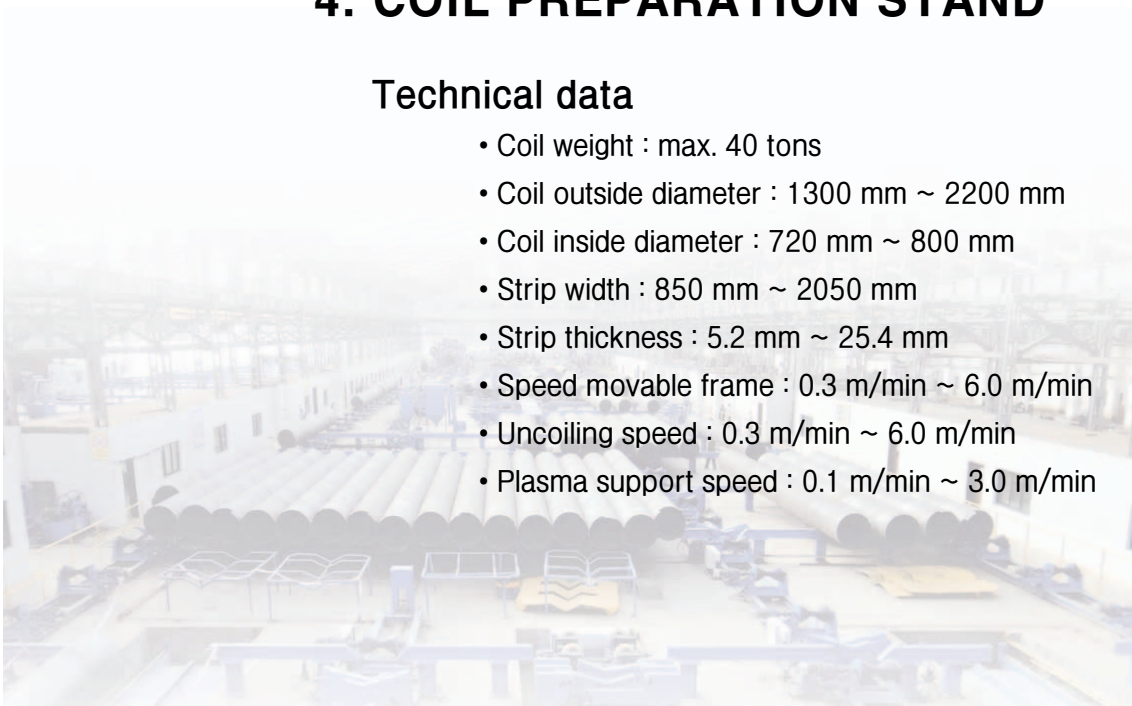 4. COIL PREPARATION STAND
Technical data
• Coil weight : max. 40 tons
• Coil outside diameter : 1300 mm ~ 2200 mm
• Coil inside diameter : 720 mm ~ 800 mm
• Strip width : 850 mm ~ 2050 mm
• Strip thickness : 5.2 mm ~ 25.4 mm
• Speed movable frame : 0.3 m/min ~ 6.0 m/min
• Uncoiling speed : 0.3 m/min ~ 6.0 m/min
• Plasma support speed : 0.1 m/min ~ 3.0 m/min